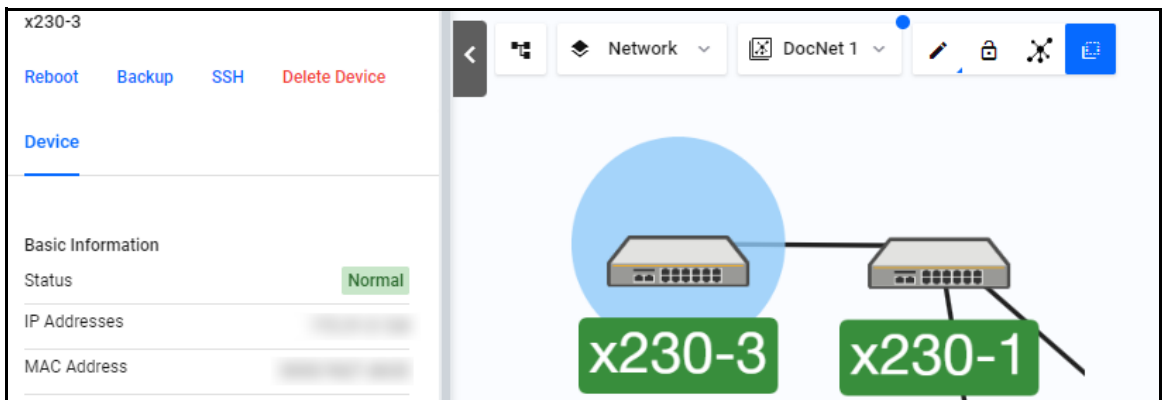 x230-3
Reboot Backup SSH Delete Device
Device
Basic Information
Status Normal
IP Addresses
MAC Address
Network DocNet 1
x230-3 x230-1